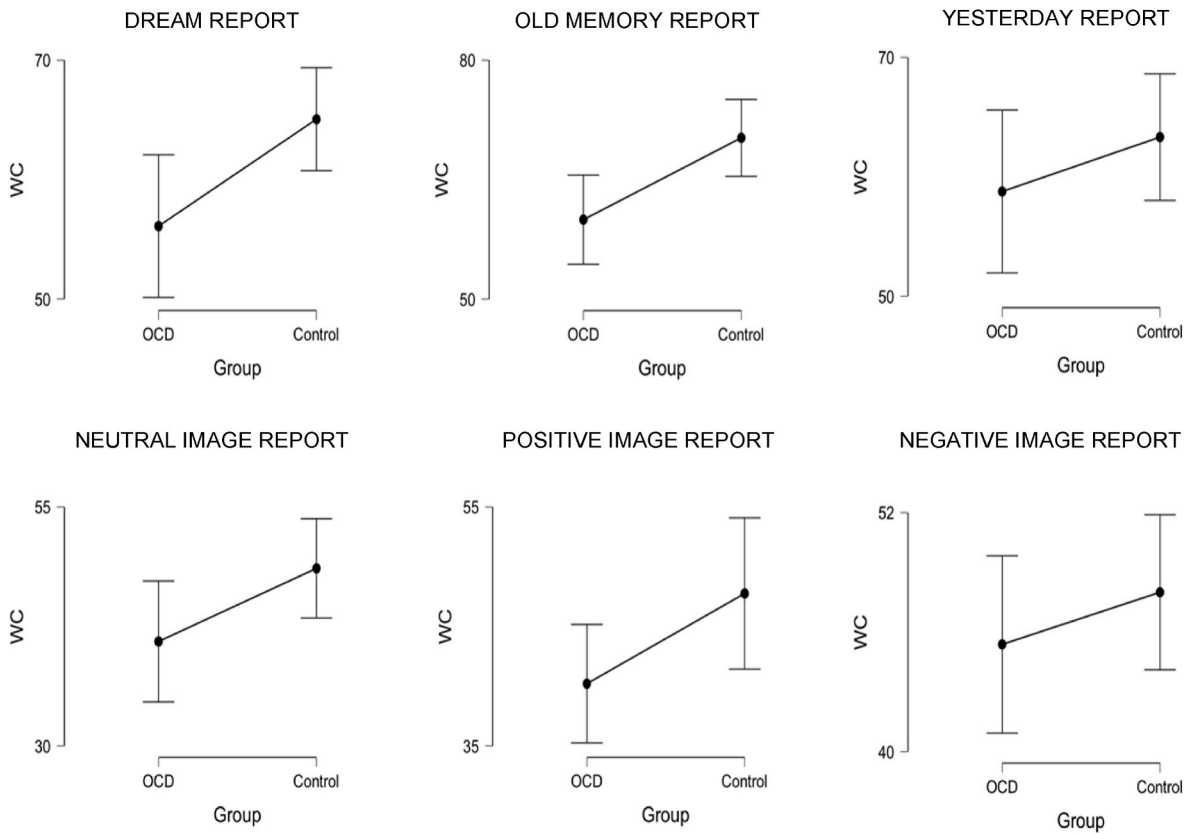 DREAM REPORT
70
WC
50
OCD
Control
Group
OLD MEMORY REPORT
80
WC
50
OCD
Control
Group
YESTERDAY REPORT
70
WC
50
OCD
Control
Group
NEUTRAL IMAGE REPORT
55
WC
30
OCD
Control
Group
POSITIVE IMAGE REPORT
55
WC
35
OCD
Control
Group
NEGATIVE IMAGE REPORT
52
WC
40
OCD
Control
Group